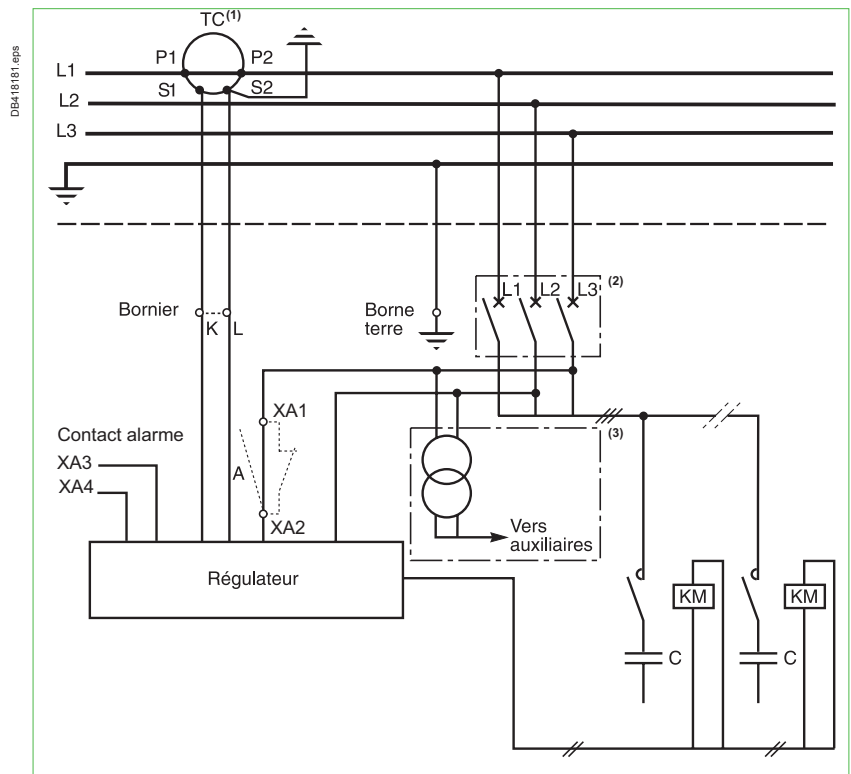 DB418181.eps
TC(1)
P1 P2
L1
S1 S2
L2
L3
L1 L2 L3 (2)
Bornier
K L
Borne
terre
XA1
Contact alarme
(3)
XA3
A
XA4
XA2
Vers
auxiliaires
Régulateur
KM KM
C C